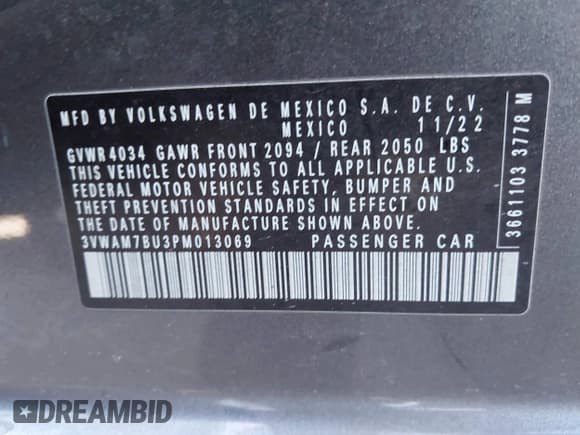 MFD BY VOLKSWAGEN DE MEXICO S.A. DE C.V.
MEXICO 11/22
GVWR 4034 GAWR FRONT 2094 / REAR 2050 LBS
THIS VEHICLE CONFORMS TO ALL APPLICABLE U.S.
FEDERAL MOTOR VEHICLE SAFETY, BUMPER AND
THEFT PREVENTION STANDARDS IN EFFECT ON
THE DATE OF MANUFACTURE SHOWN ABOVE.
3VWAM7BU3PM013069 PASSENGER CAR
3661103 3778 M
DREAMBID